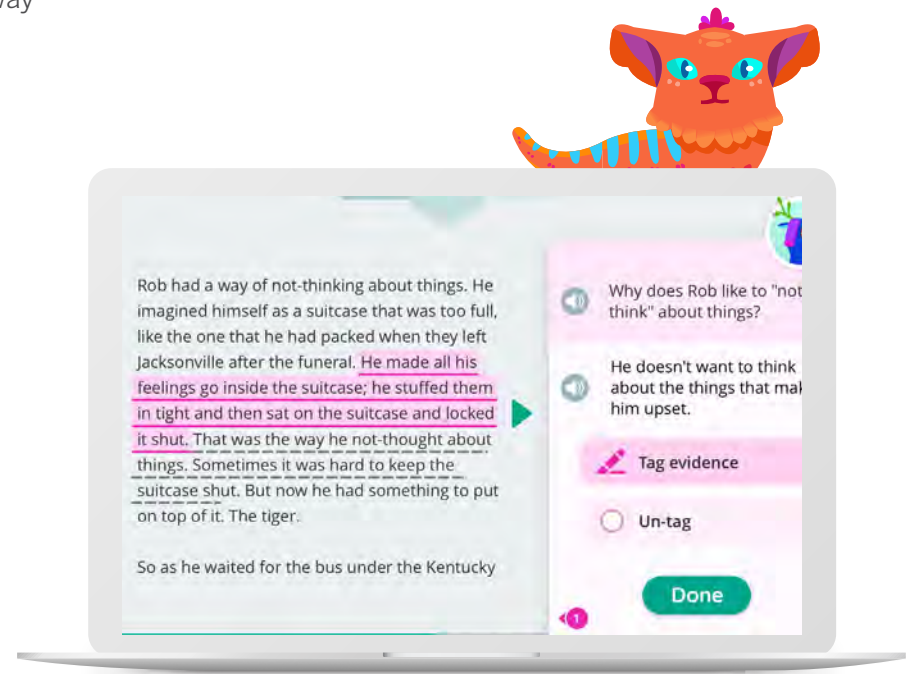 way
Rob had a way of not-thinking about things. He
imagined himself as a suitcase that was too full,
like the one that he had packed when they left
Jacksonville after the funeral. He made all his
feelings go inside the suitcase; he stuffed them
in tight and then sat on the suitcase and locked
it shut. That was the way he not-thought about
things. Sometimes it was hard to keep the
suitcase shut. But now he had something to put
on top of it. The tiger.
So as he waited for the bus under the Kentucky
Why does Rob like to "not
think" about things?
He doesn't want to think
about the things that mak
him upset.
Tag evidence
Un-tag
Done
1